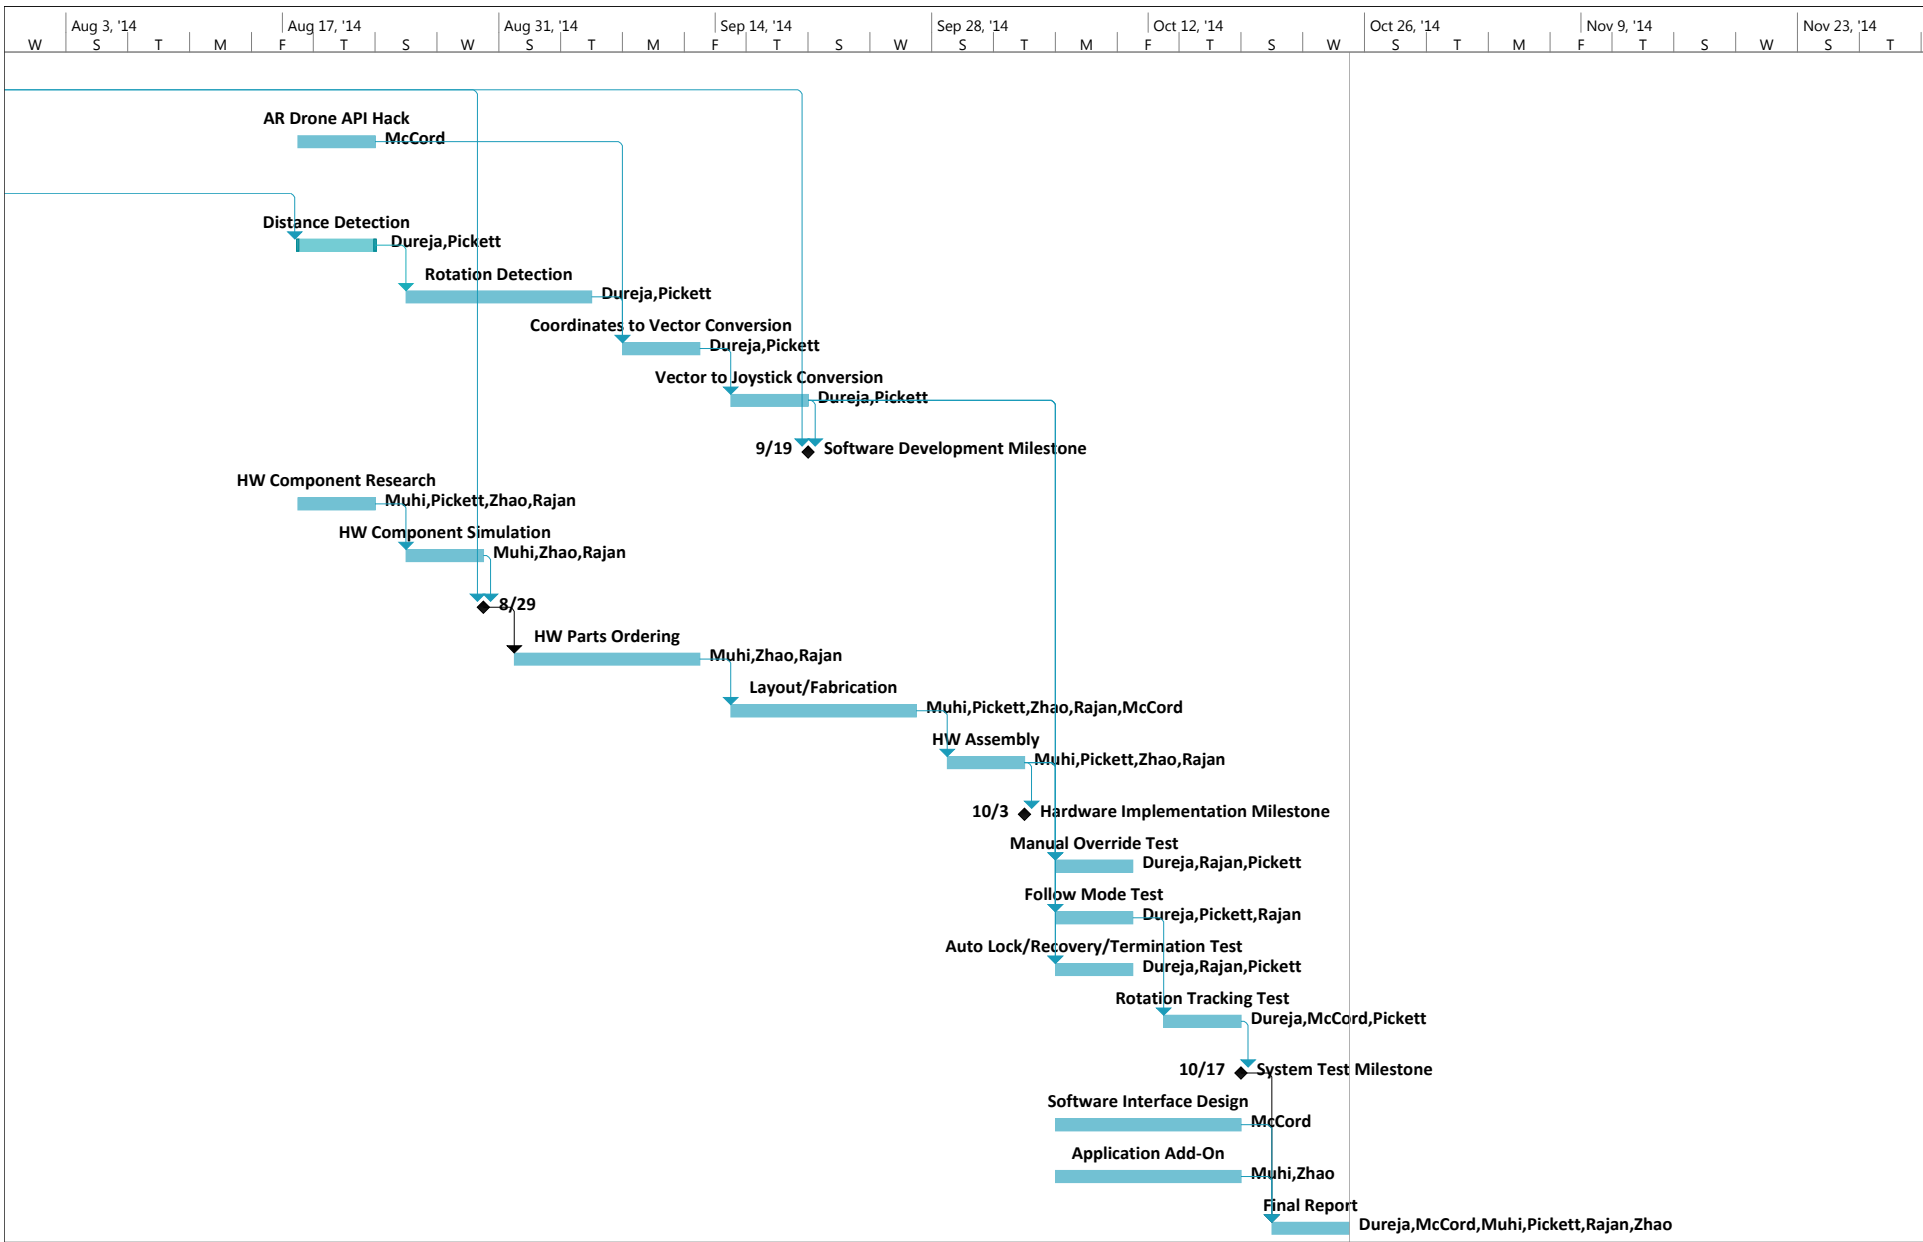 Aug 3, '14 Aug 17, '14 Aug 31, '14 Sep 14, '14 Sep 28, '14 Oct 12, '14 Oct 26, '14 Nov 9, '14 Nov 23, '14
W S T M F T S W S T M F T S W S T M F T S W S T M F T S W S T
AR Drone API Hack
McCord
Distance Detection
Dureja,Pickett
Rotation Detection
Dureja,Pickett
Coordinates to Vector Conversion
Dureja,Pickett
Vector to Joystick Conversion
Dureja,Pickett
9/19 Software Development Milestone
HW Component Research
Muhi,Pickett,Zhao,Rajan
HW Component Simulation
Muhi,Zhao,Rajan
8/29
HW Parts Ordering
Muhi,Zhao,Rajan
Layout/Fabrication
Muhi,Pickett,Zhao,Rajan,McCord
HW Assembly
Muhi,Pickett,Zhao,Rajan
10/3 Hardware Implementation Milestone
Manual Override Test
Dureja,Rajan,Pickett
Follow Mode Test
Dureja,Pickett,Rajan
Auto Lock/Recovery/Termination Test
Dureja,Rajan,Pickett
Rotation Tracking Test
Dureja,McCord,Pickett
10/17 System Test Milestone
Software Interface Design
McCord
Application Add-On
Muhi,Zhao
Final Report
Dureja,McCord,Muhi,Pickett,Rajan,Zhao